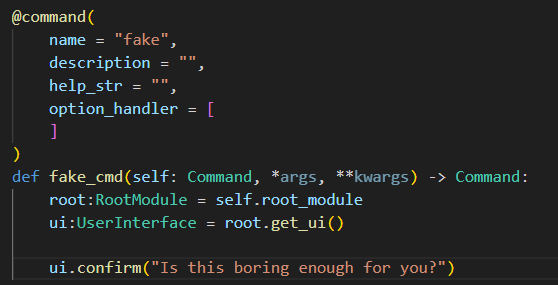 @command(
    name = "fake",
    description = "",
    help_str = "",
    option_handler = [
    ]
)
def fake_cmd(self: Command, *args, **kwargs) -> Command:
    root:RootModule = self.root_module
    ui:UserInterface = root.get_ui()

    ui.confirm("Is this boring enough for you?")